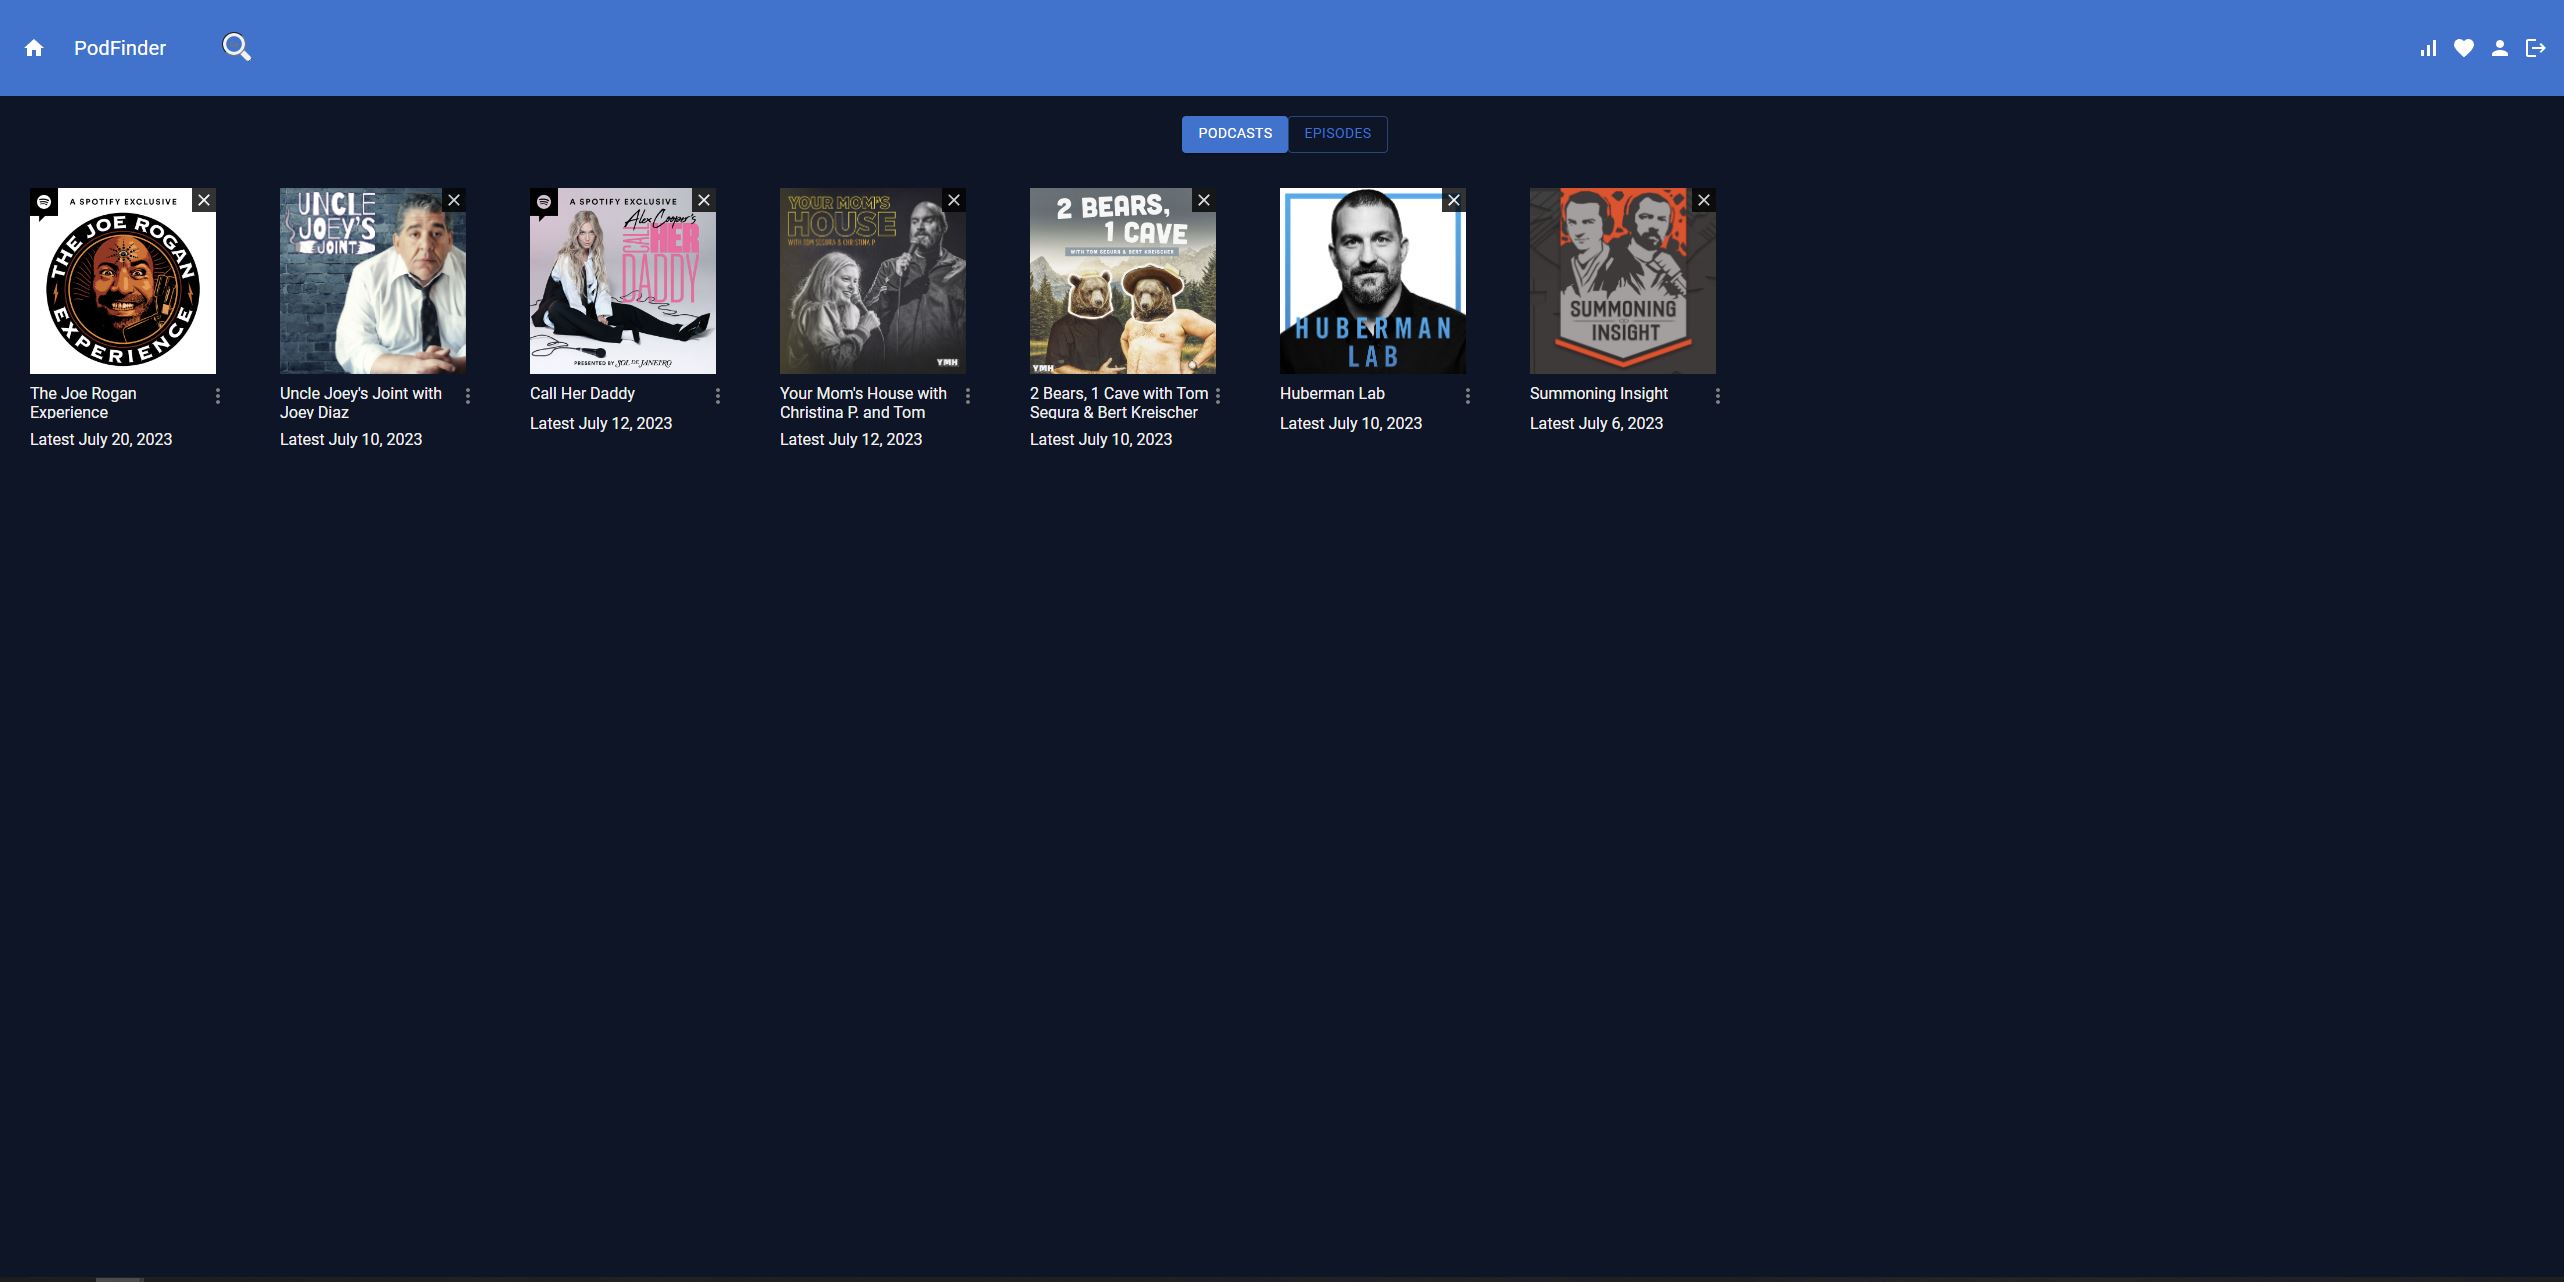 PodFinder
PODCASTS
EPISODES
A SPOTIFY EXCLUSIVE
THE JOE ROGAN
EXPERIENCE
The Joe Rogan
Experience
Latest July 20, 2023
UNCLE
JOEY'S
JOINT
Uncle Joey's Joint with
Joey Diaz
Latest July 10, 2023
A SPOTIFY EXCLUSIVE
Alex Cooper's
CALL
HER
DADDY
PRESENTED BY SOL DE JANEIRO
Call Her Daddy
Latest July 12, 2023
YOUR MOM'S
HOUSE
WITH TOM SEGURA & CHRISTINA P
YMH
Your Mom's House with
Christina P. and Tom
Latest July 12, 2023
2 BEARS,
1 CAVE
WITH TOM SEGURA & BERT KREISCHER
YMH
2 Bears, 1 Cave with Tom
Segura & Bert Kreischer
Latest July 10, 2023
HUBERMAN
LAB
Huberman Lab
Latest July 10, 2023
SUMMONING
INSIGHT
Summoning Insight
Latest July 6, 2023